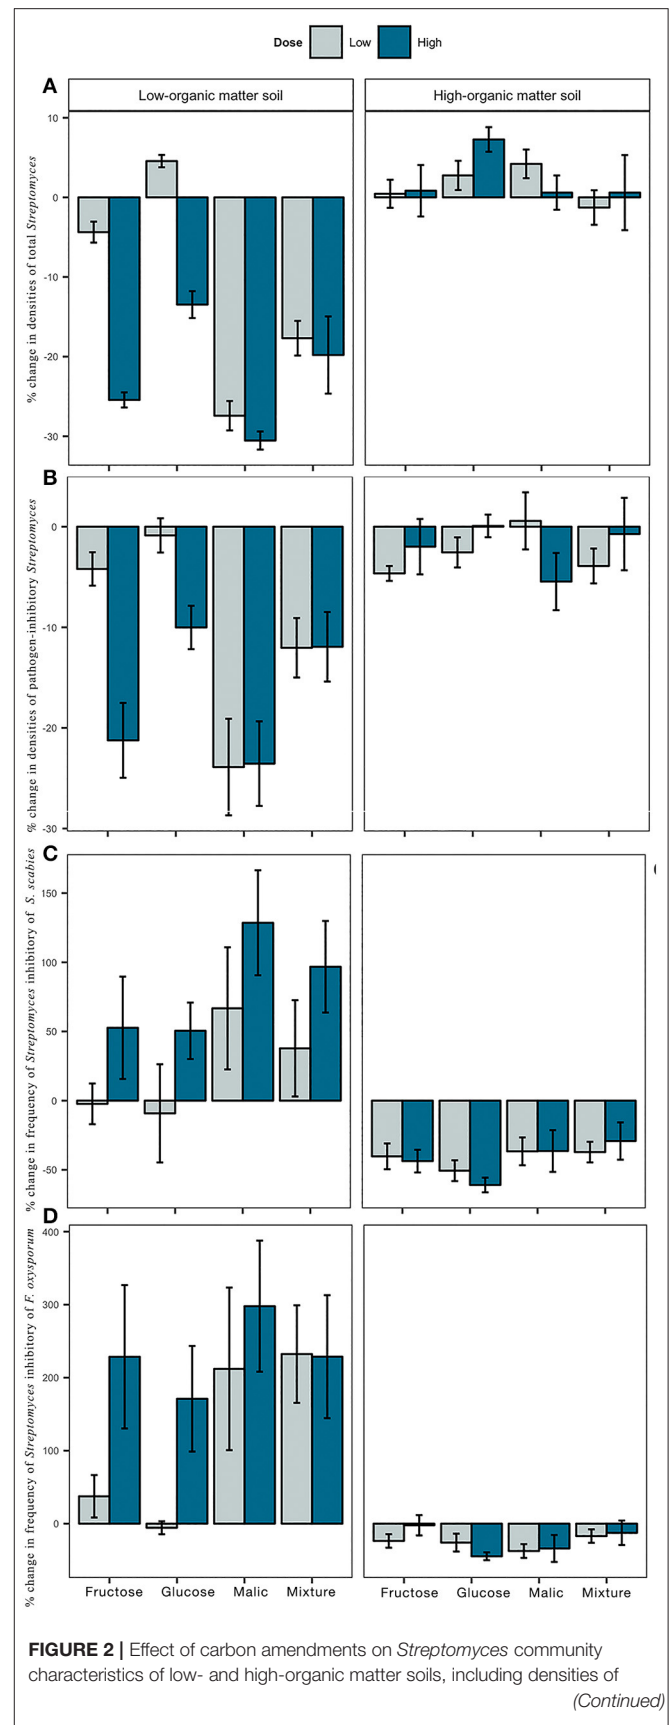 Dose Low High
A
Low-organic matter soil High-organic matter soil
% change in densities of total Streptomyces
10
0
-10
-20
-30
B
% change in densities of pathogen-inhibitory Streptomyces
0
-10
-20
-30
C
% change in frequency of Streptomyces inhibitory of S. scabies
150
100
50
0
-50
D
% change in frequency of Streptomyces inhibitory of F. oxysporum
400
300
200
100
0
Fructose Glucose Malic Mixture Fructose Glucose Malic Mixture
FIGURE 2 | Effect of carbon amendments on Streptomyces community
characteristics of low- and high-organic matter soils, including densities of
(Continued)